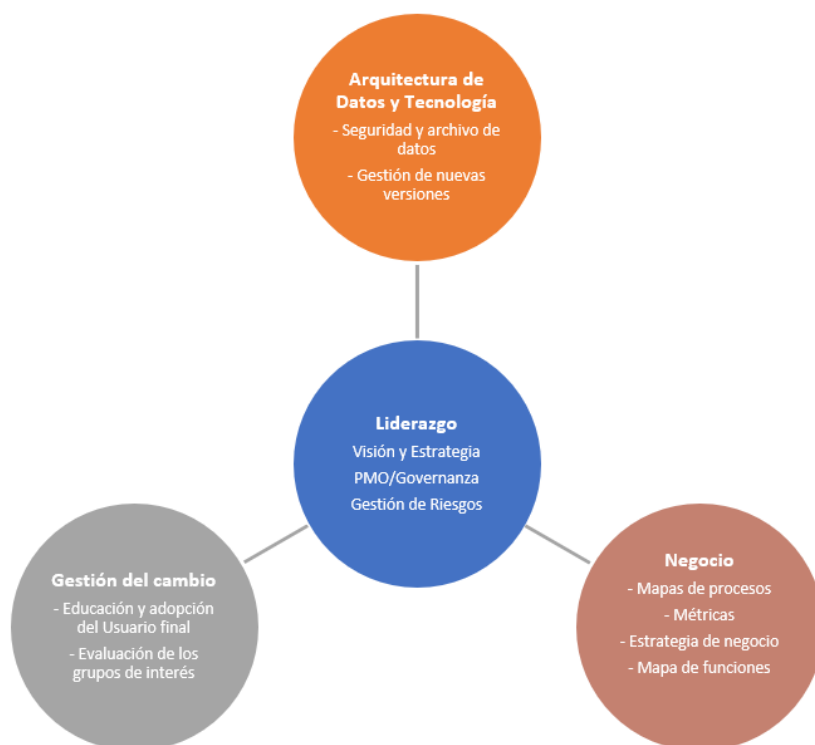 Arquitectura de
Datos y Tecnología
- Seguridad y archivo de
datos
- Gestión de nuevas
versiones
Liderazgo
Visión y Estrategia
PMO/Governanza
Gestión de Riesgos
Gestión del cambio
- Educación y adopción
del Usuario final
- Evaluación de los
grupos de interés
Negocio
- Mapas de procesos
- Métricas
- Estrategia de negocio
- Mapa de funciones